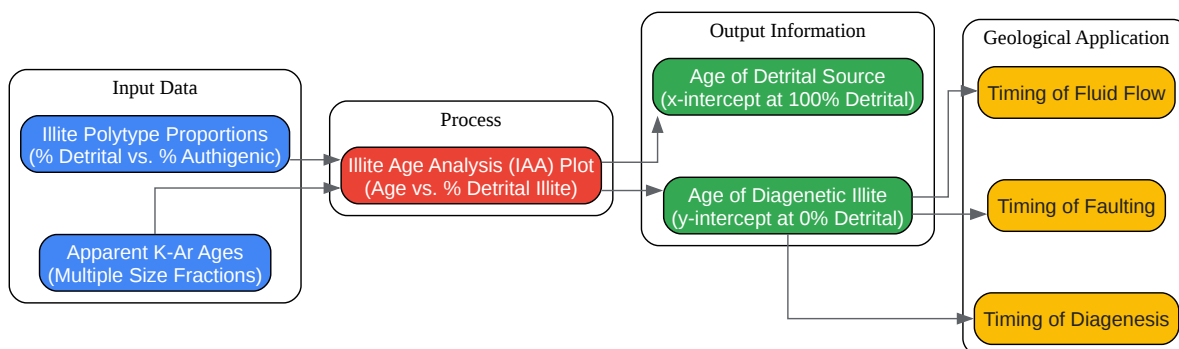 Input Data
Illite Polytype Proportions
(% Detrital vs. % Authigenic)
Apparent K-Ar Ages
(Multiple Size Fractions)
Process
Illite Age Analysis (IAA) Plot
(Age vs. % Detrital Illite)
Output Information
Age of Detrital Source
(x-intercept at 100% Detrital)
Age of Diagenetic Illite
(y-intercept at 0% Detrital)
Geological Application
Timing of Fluid Flow
Timing of Faulting
Timing of Diagenesis